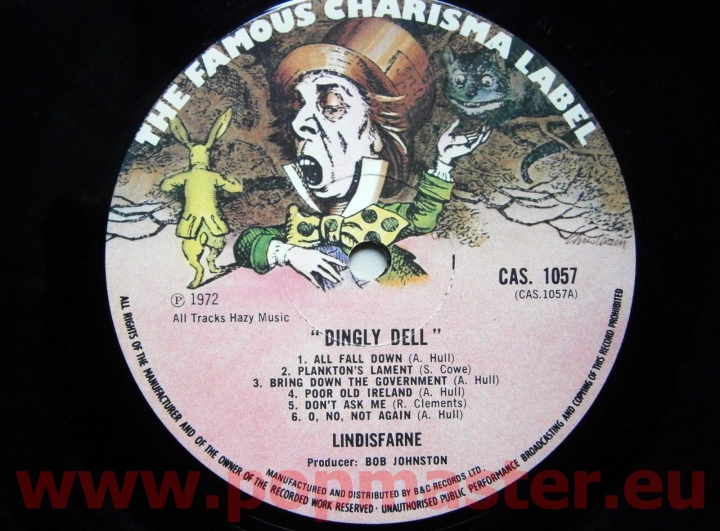 THE FAMOUS CHARISMA LABEL
CAS. 1057
(CAS.1057A)
Ⓟ 1972
All Tracks Hazy Music
"DINGLY DELL"
1. ALL FALL DOWN (A. Hull)
2. PLANKTON'S LAMENT (S. Cowe)
3. BRING DOWN THE GOVERNMENT (A. Hull)
4. POOR OLD IRELAND (A. Hull)
5. DON'T ASK ME (R. Clements)
6. O, NO, NOT AGAIN (A. Hull)
LINDISFARNE
Producer: BOB JOHNSTON
MANUFACTURED AND DISTRIBUTED BY B&C RECORDS LTD.
ALL RIGHTS OF THE MANUFACTURER AND OF THE OWNER OF THE RECORDED WORK RESERVED · UNAUTHORISED PUBLIC PERFORMANCE BROADCASTING AND COPYING OF THIS RECORD PROHIBITED
www.popmaster.eu